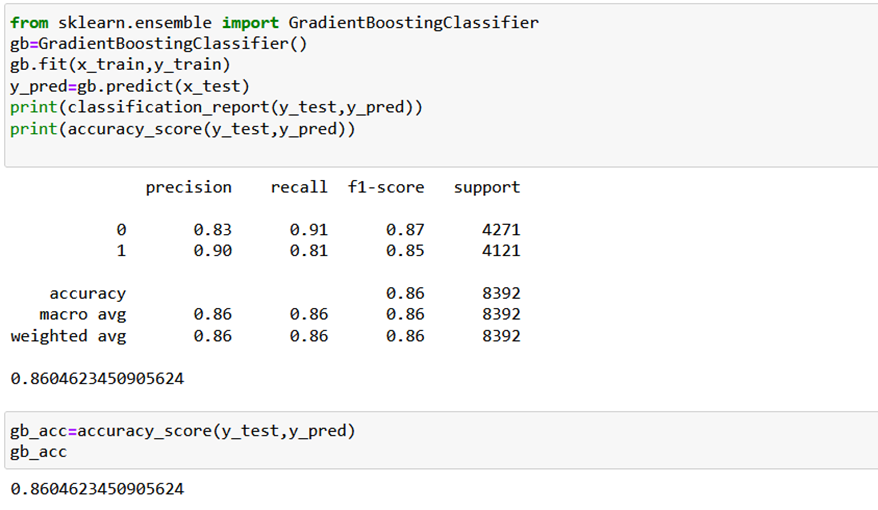 from sklearn.ensemble import GradientBoostingClassifier
gb=GradientBoostingClassifier()
gb.fit(x_train,y_train)
y_pred=gb.predict(x_test)
print(classification_report(y_test,y_pred))
print(accuracy_score(y_test,y_pred))
precision recall f1-score support
0 0.83 0.91 0.87 4271
1 0.90 0.81 0.85 4121
accuracy 0.86 8392
macro avg 0.86 0.86 0.86 8392
weighted avg 0.86 0.86 0.86 8392
0.8604623450905624
gb_acc=accuracy_score(y_test,y_pred)
gb_acc
0.8604623450905624